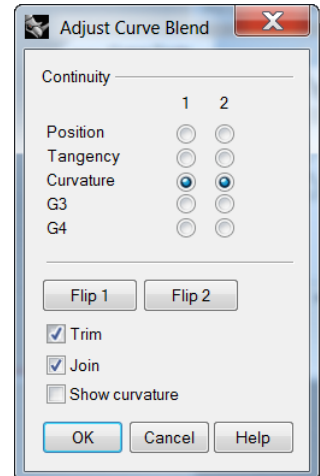 Adjust Curve Blend
Continuity
1 2
Position
Tangency
Curvature
G3
G4
Flip 1 Flip 2
Trim
Join
Show curvature
OK Cancel Help